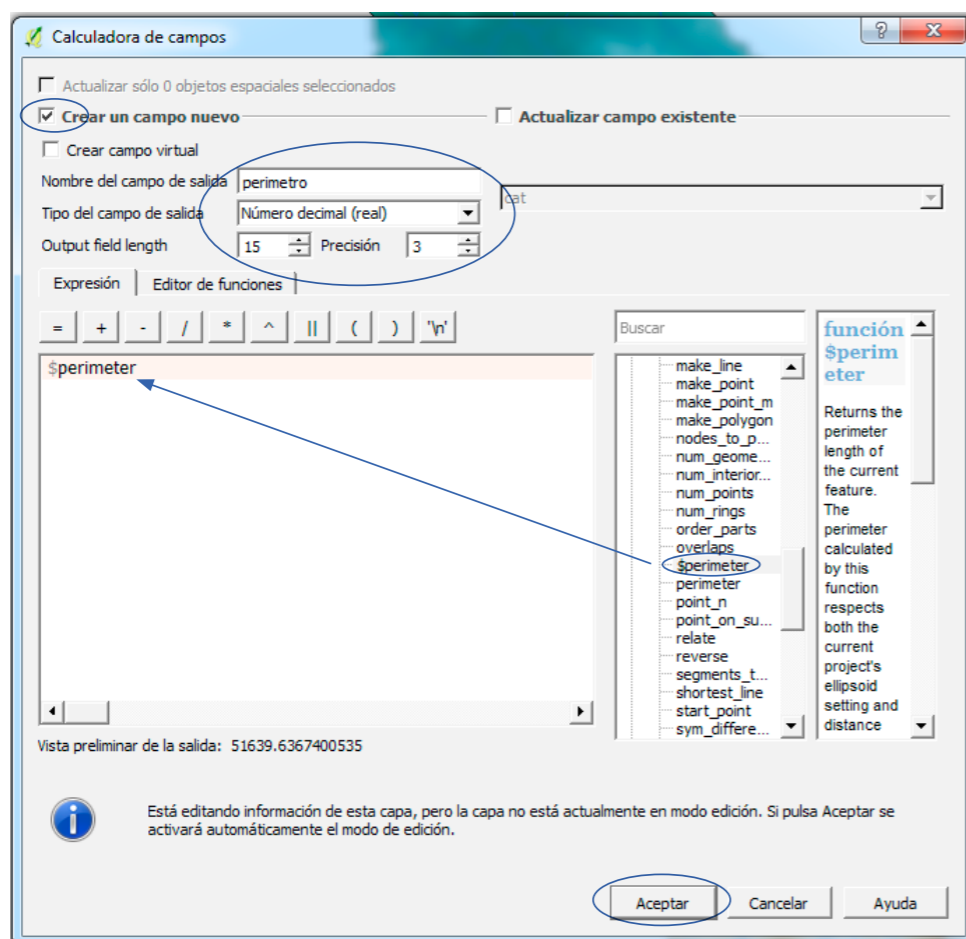 Calculadora de campos
Actualizar sólo 0 objetos espaciales seleccionados
Crear un campo nuevo
Actualizar campo existente
Crear campo virtual
Nombre del campo de salida perimetro
cat
Tipo del campo de salida Número decimal (real)
Output field length 15 Precisión 3
Expresión Editor de funciones
= + - / * ^ || ( ) '\n'
$perimeter
Buscar
make_line
make_point
make_point_m
make_polygon
nodes_to_p...
num_geome...
num_interior...
num_points
num_rings
order_parts
overlaps
$perimeter
perimeter
point_n
point_on_su...
relate
reverse
segments_t...
shortest_line
start_point
sym_differe...
función
$perim
eter
Returns the
perimeter
length of
the current
feature.
The
perimeter
calculated
by this
function
respects
both the
current
project's
ellipsoid
setting and
distance
Vista preliminar de la salida: 51639.6367400535
Está editando información de esta capa, pero la capa no está actualmente en modo edición. Si pulsa Aceptar se
activará automáticamente el modo de edición.
Aceptar Cancelar Ayuda